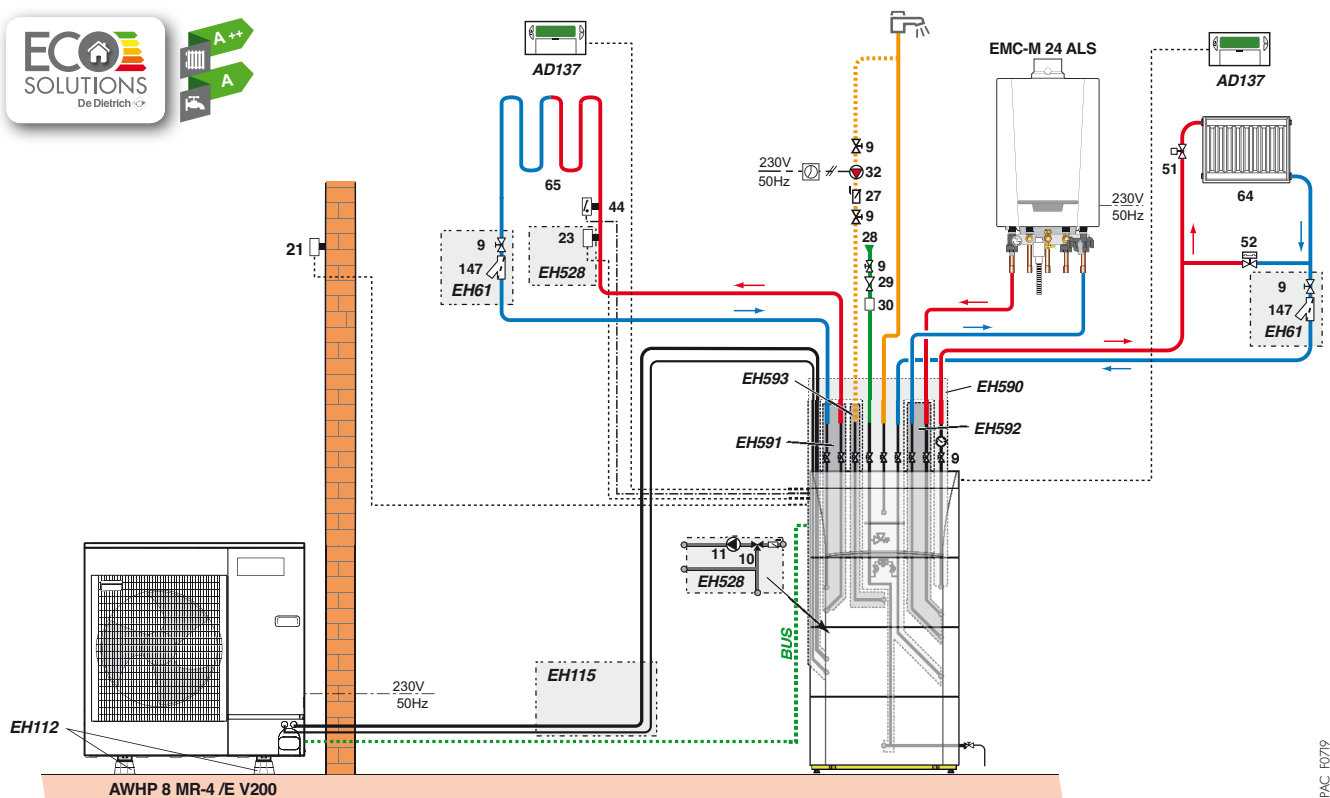 ECO
SOLUTIONS
De Dietrich
A ++
A
AD137
EMC-M 24 ALS
AD137
9
230V
50Hz
32
27
9
51
64
65
44
230V
50Hz
21
9
23
28
147
EH528
9
52
EH61
29
9
30
147
EH61
EH593
EH590
EH591
EH592
9
11
10
EH528
BUS
EH115
230V
50Hz
EH112
AWHP 8 MR-4 /E V200
PAC_F0719